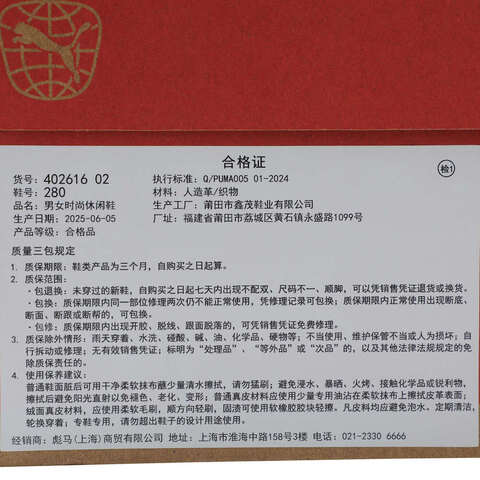 合格证
货号: 402616 02 执行标准: Q/PUMA005 01-2024 检1
鞋号: 280 材料: 人造革/织物
品名: 男女时尚休闲鞋 生产厂名: 莆田市鑫茂鞋业有限公司
生产日期: 2025-06-05 厂址: 福建省莆田市荔城区黄石镇永盛路1099号
产品等级: 合格品
质量三包规定
1. 质保期限: 鞋类产品为三个月，自购买之日起算。
2. 质保范围:
• 包退换: 未穿过的新鞋，自购买之日起七天内出现不配双、尺码不一、顺脚，可以凭销售凭证退货或换货。
• 包换: 质保期限内同一部位修理两次仍不能正常使用，凭修理记录可包换；质保期限内正常使用出现断底、
断面、断跟或断帮的，可包换；
• 包修: 质保期内出现开胶、脱线、跟面脱落的，可凭销售凭证免费修理。
3. 质保除外情形: 雨天穿着、水洗、碰酸、碱、油、化学品、硬物等；不当使用、维护保管不当或人为损坏；自
行拆动或修理；无有效销售凭证；标明为“处理品”、“等外品”或“次品”的，以及其他法律法规规定的免
除质保责任的。
4. 使用保养建议:
普通鞋面脏后可用干净柔软抹布蘸少量清水擦拭，请勿猛刷；避免浸水、暴晒、火烤、接触化学品或锐利物，
擦拭后避免阳光直射以免褪色、老化、变形；普通真皮材料应使用少量专用油沾在柔软抹布上擦拭皮革表面；
绒面真皮材料，应使用柔软毛刷，顺方向轻刷，固渍可使用软橡胶胶块轻擦。凡皮料均应避免泡水。定期清洁，
轮换穿着；专鞋专用，请勿超出鞋子的设计用途使用。
经销商: 彪马(上海)商贸有限公司 地址: 上海市淮海中路158号3楼 电话: 021-2330 6666